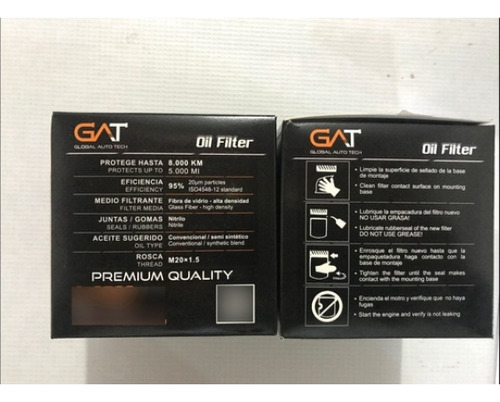 GAT
GLOBAL AUTO TECH
Oil Filter
PROTEGE HASTA 8.000 KM
PROTECTS UP TO 5.000 MI
EFICIENCIA 95% 20µm particles
EFFICIENCY ISO4548-12 standard
MEDIO FILTRANTE Fibra de vidrio - alta densidad
FILTER MEDIA Glass Fiber - high density
JUNTAS / GOMAS Nitrilo
SEALS / RUBBERS Nitrile
ACEITE SUGERIDO Convencional / semi sintético
OIL TYPE Conventional / synthetic blend
ROSCA M20×1.5
THREAD
PREMIUM QUALITY
GAT
GLOBAL AUTO TECH
Oil Filter
• Limpie la superficie de sellado de la base
de montaje
• Clean filter contact surface on mounting
base
• Lubrique la empacadura del filtro nuevo
NO USAR GRASA!
• Lubricate rubberseal of the new filter
DO NOT USE GREASE!
• Enrosque el filtro nuevo hasta que la
empaquetadura haga contacto con la
base de montaje
• Tighten the filter until the seal makes
contact with the mounting base
• Encienda el motro y verifique que no haya
fugas
• Start the engine and verify is not leaking